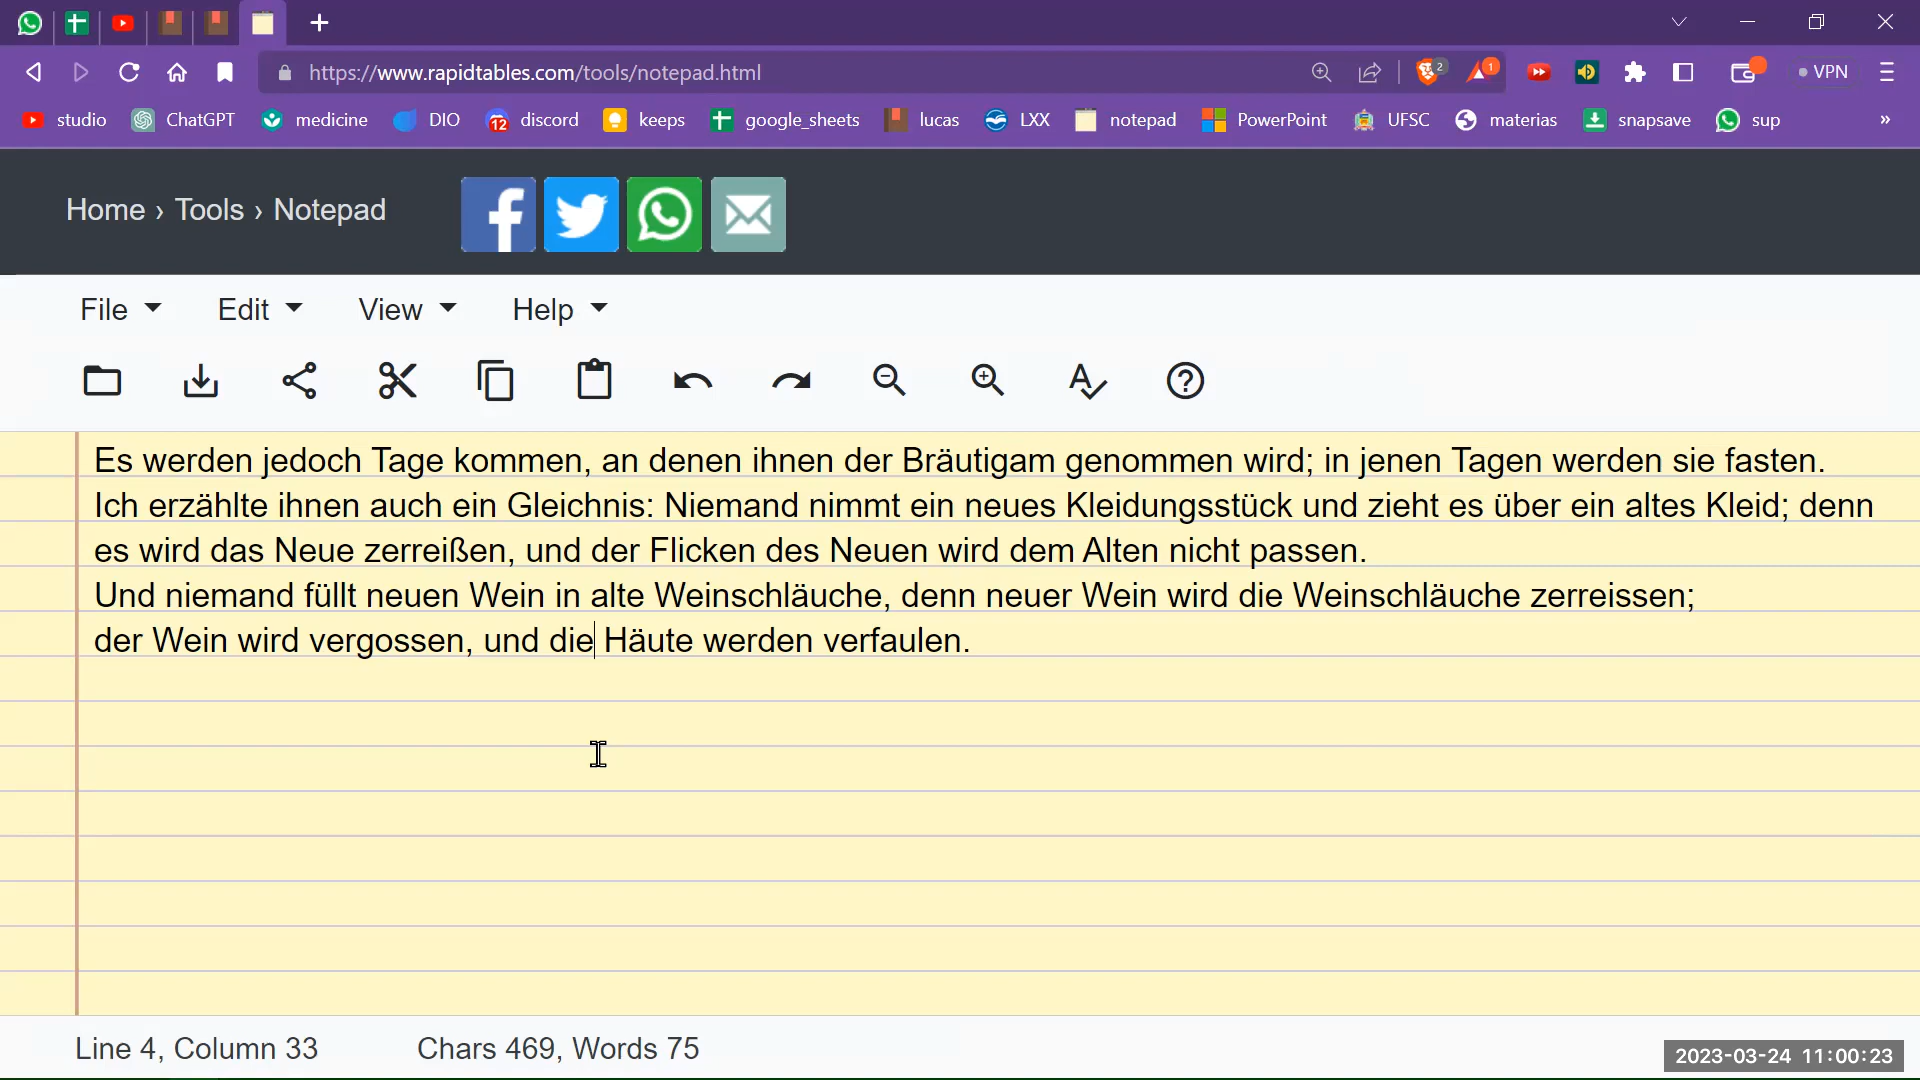 https://www.rapidtables.com/tools/notepad.html
2
1
VPN
studio ChatGPT medicine DIO 12 discord keeps google_sheets lucas LXX notepad PowerPoint UFSC materias snapsave sup »
Home › Tools › Notepad
File Edit View Help
Es werden jedoch Tage kommen, an denen ihnen der Bräutigam genommen wird; in jenen Tagen werden sie fasten.
Ich erzählte ihnen auch ein Gleichnis: Niemand nimmt ein neues Kleidungsstück und zieht es über ein altes Kleid; denn
es wird das Neue zerreißen, und der Flicken des Neuen wird dem Alten nicht passen.
Und niemand füllt neuen Wein in alte Weinschläuche, denn neuer Wein wird die Weinschläuche zerreissen;
der Wein wird vergossen, und die Häute werden verfaulen.
Line 4, Column 33 Chars 469, Words 75
2023-03-24 11:00:23